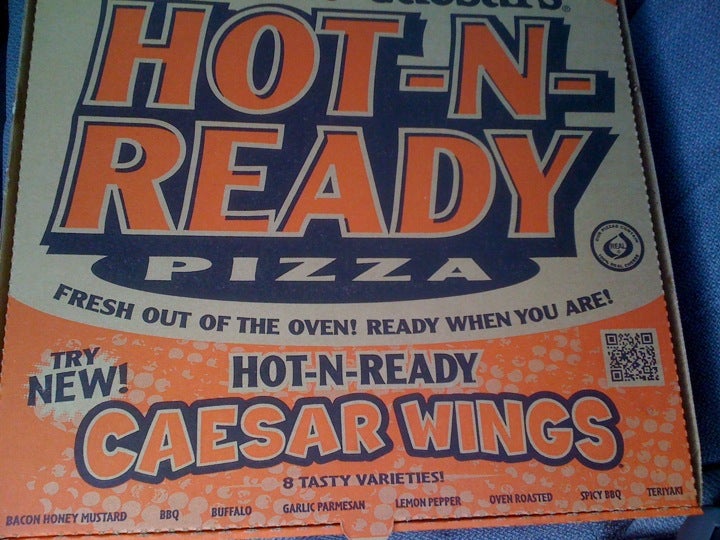 HOT-N-
READY
PIZZA
REAL
FRESH OUT OF THE OVEN! READY WHEN YOU ARE!
TRY
NEW!
HOT-N-READY
CAESAR WINGS
8 TASTY VARIETIES!
BACON HONEY MUSTARD BBQ BUFFALO GARLIC PARMESAN LEMON PEPPER OVEN ROASTED SPICY BBQ TERIYAKI